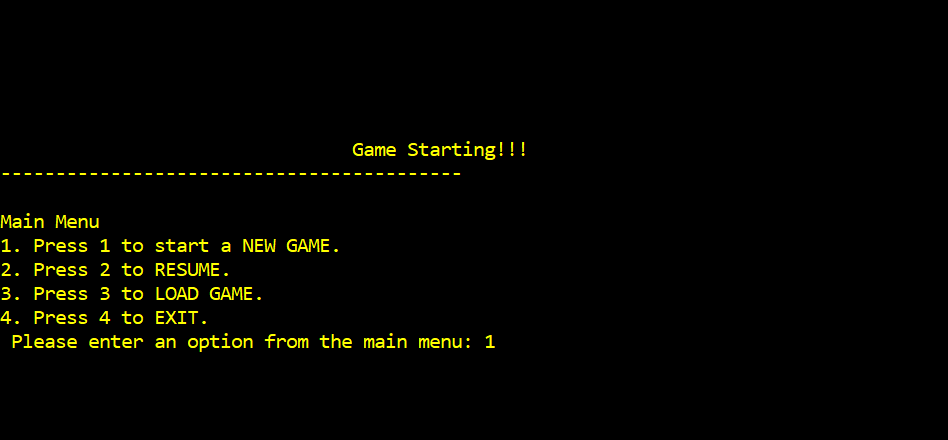 Game Starting!!!
------------------------------------------
Main Menu
1. Press 1 to start a NEW GAME.
2. Press 2 to RESUME.
3. Press 3 to LOAD GAME.
4. Press 4 to EXIT.
Please enter an option from the main menu: 1